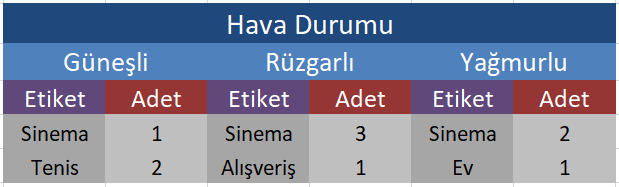 Hava Durumu
Güneşli Rüzgarlı Yağmurlu
Etiket Adet Etiket Adet Etiket Adet
Sinema 1 Sinema 3 Sinema 2
Tenis 2 Alışveriş 1 Ev 1